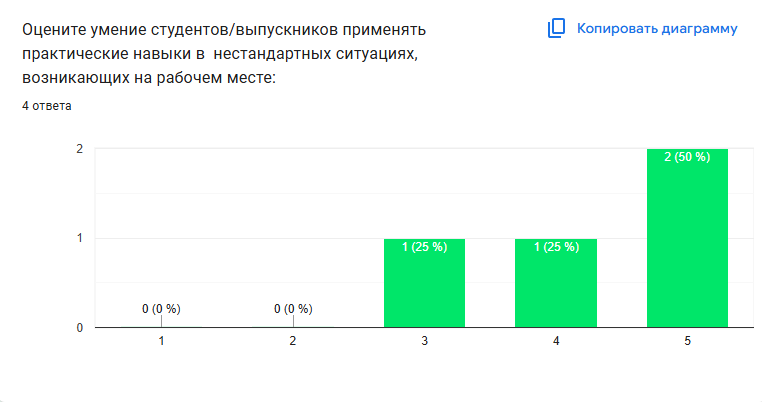 Оцените умение студентов/выпускников применять
практические навыки в  нестандартных ситуациях,
возникающих на рабочем месте:
Копировать диаграмму
4 ответа
2
1
0
0 (0 %)
0 (0 %)
1 (25 %)
1 (25 %)
2 (50 %)
1
2
3
4
5